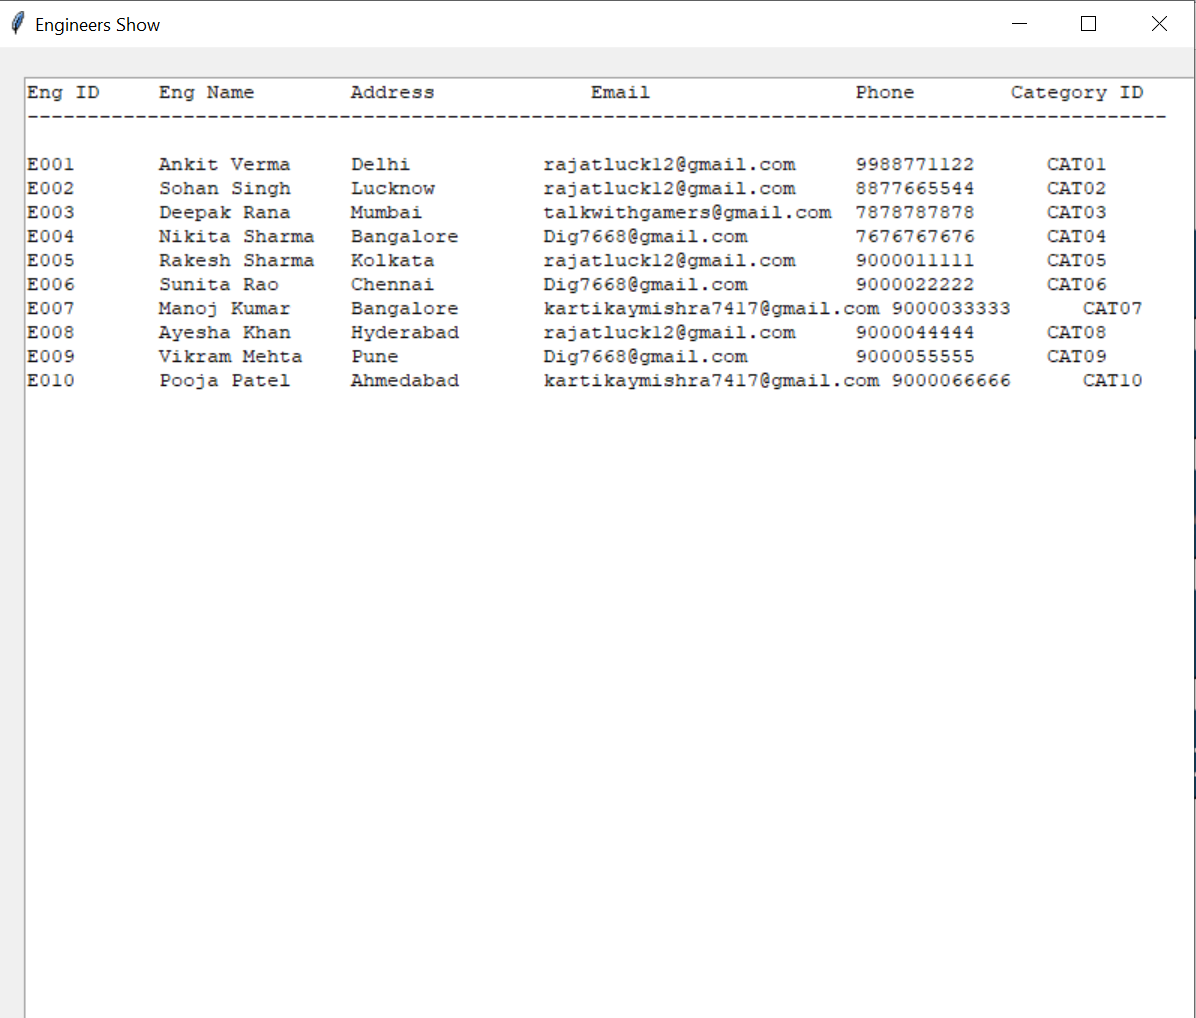 Engineers Show
Eng ID     Eng Name        Address             Email                 Phone        Category ID
-----------------------------------------------------------------------------------------------
E001       Ankit Verma     Delhi           rajatluck12@gmail.com     9988771122      CAT01
E002       Sohan Singh     Lucknow         rajatluck12@gmail.com     8877665544      CAT02
E003       Deepak Rana     Mumbai          talkwithgamers@gmail.com  7878787878      CAT03
E004       Nikita Sharma   Bangalore       Dig7668@gmail.com         7676767676      CAT04
E005       Rakesh Sharma   Kolkata         rajatluck12@gmail.com     9000011111      CAT05
E006       Sunita Rao      Chennai         Dig7668@gmail.com         9000022222      CAT06
E007       Manoj Kumar     Bangalore       kartikaymishra7417@gmail.com 9000033333      CAT07
E008       Ayesha Khan     Hyderabad       rajatluck12@gmail.com     9000044444      CAT08
E009       Vikram Mehta    Pune            Dig7668@gmail.com         9000055555      CAT09
E010       Pooja Patel     Ahmedabad       kartikaymishra7417@gmail.com 9000066666      CAT10